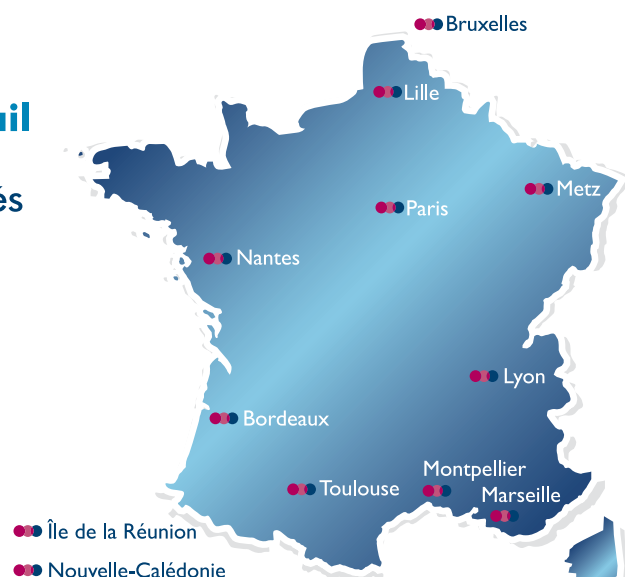 Bruxelles
Lille
Metz
Paris
Nantes
Lyon
Bordeaux
Montpellier
Toulouse
Marseille
Île de la Réunion
Nouvelle-Calédonie